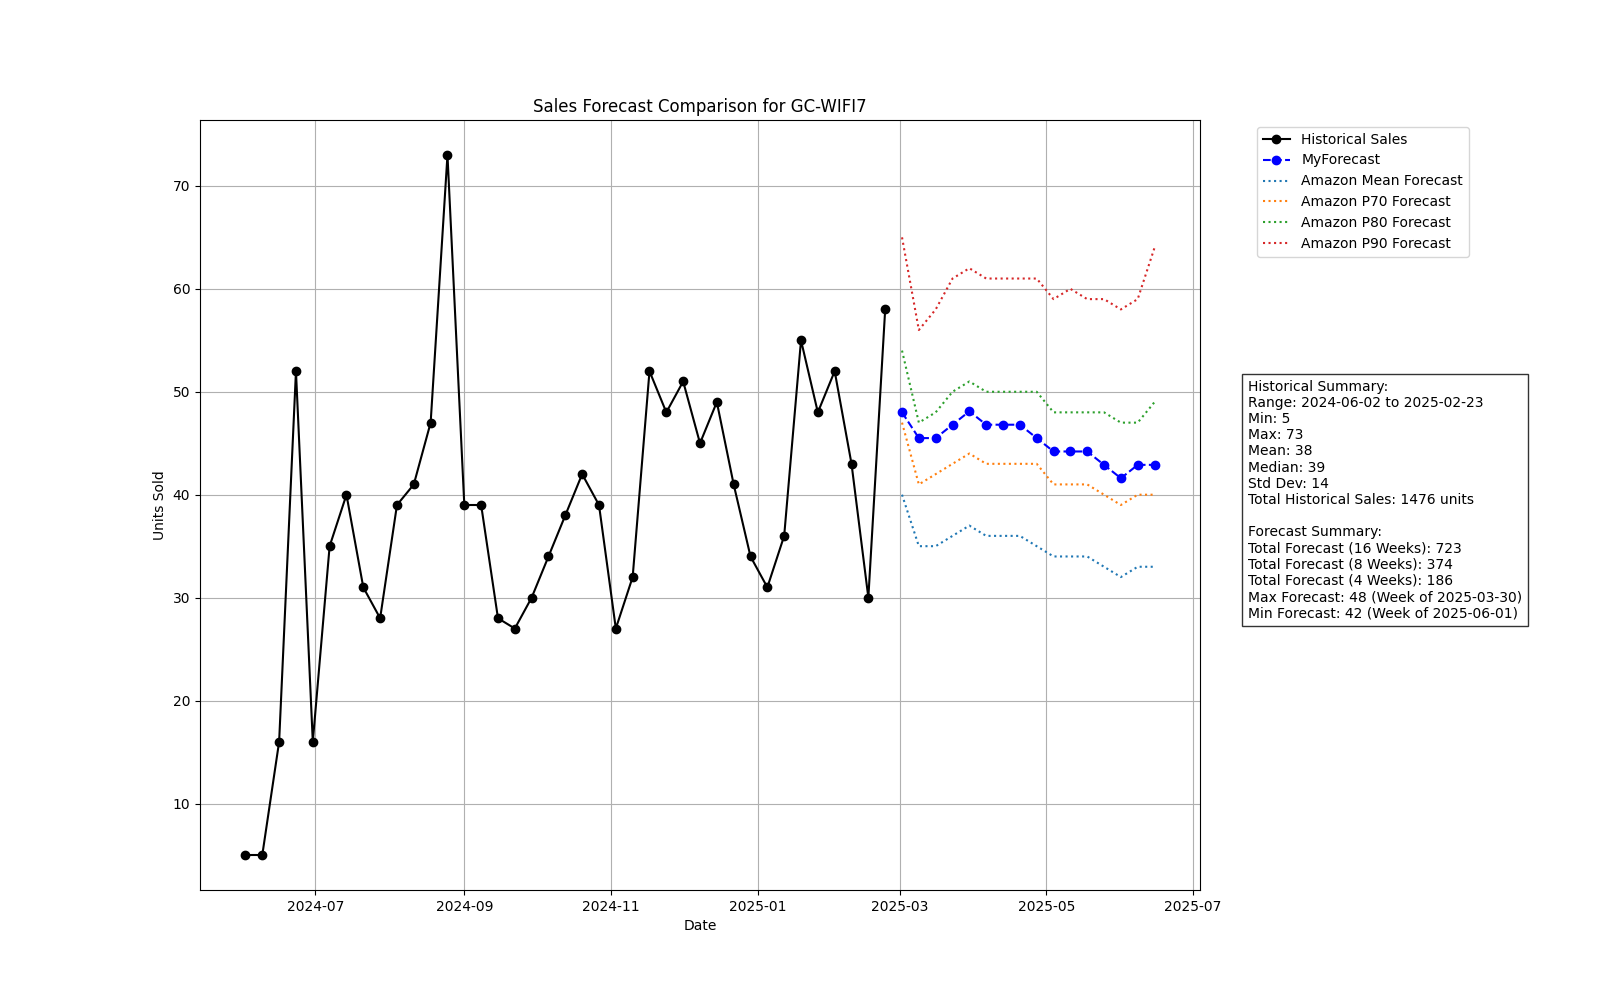 Sales Forecast Comparison for GC-WIFI7
Units Sold
70
60
50
40
30
20
10
2024-07
2024-09
2024-11
2025-01
2025-03
2025-05
2025-07
Date
Historical Sales
MyForecast
Amazon Mean Forecast
Amazon P70 Forecast
Amazon P80 Forecast
Amazon P90 Forecast
Historical Summary:
Range: 2024-06-02 to 2025-02-23
Min: 5
Max: 73
Mean: 38
Median: 39
Std Dev: 14
Total Historical Sales: 1476 units
Forecast Summary:
Total Forecast (16 Weeks): 723
Total Forecast (8 Weeks): 374
Total Forecast (4 Weeks): 186
Max Forecast: 48 (Week of 2025-03-30)
Min Forecast: 42 (Week of 2025-06-01)